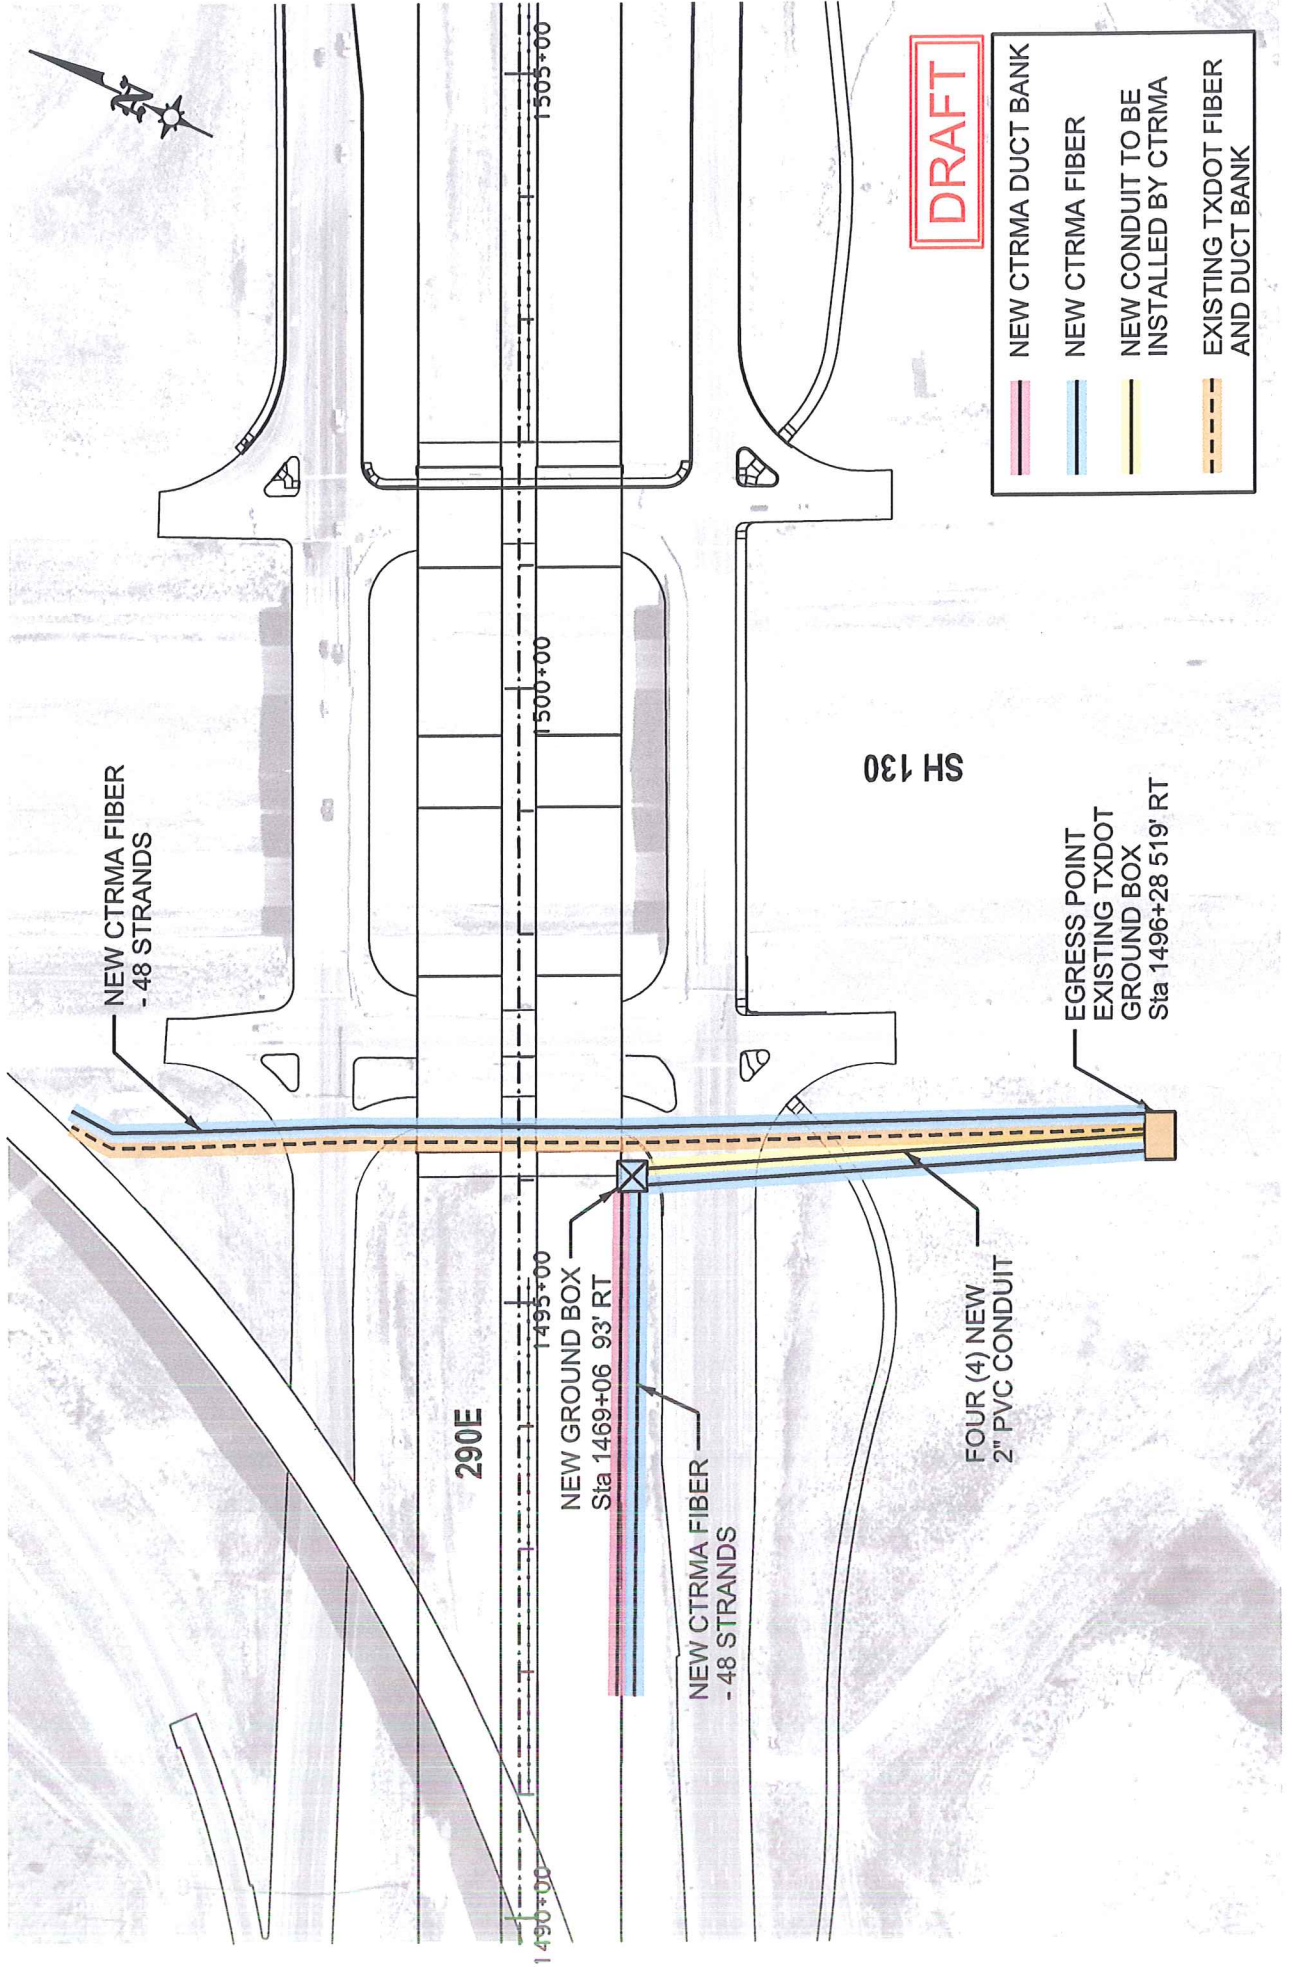 N
1505+00
DRAFT
NEW CTRMA DUCT BANK
NEW CTRMA FIBER
NEW CONDUIT TO BE
INSTALLED BY CTRMA
EXISTING TXDOT FIBER
AND DUCT BANK
NEW CTRMA FIBER
- 48 STRANDS
1500+00
SH 130
EGRESS POINT
EXISTING TXDOT
GROUND BOX
Sta 1496+28 519' RT
1495+00
290E
NEW GROUND BOX
Sta 1469+06 93' RT
NEW CTRMA FIBER
- 48 STRANDS
FOUR (4) NEW
2" PVC CONDUIT
1490+00